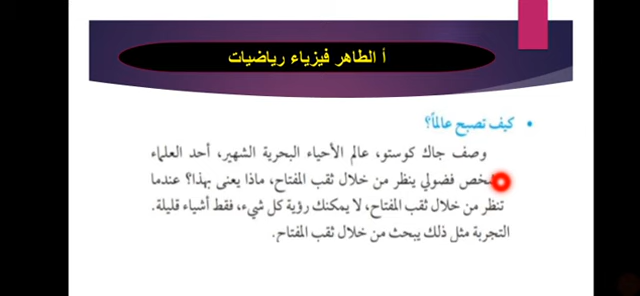 أ الطاهر فيزياء رياضيات
• كيف تصبح عالماً؟
وصف جاك كوستو، عالم الأحياء البحرية الشهير، أحد العلماء
فضولي ينظر من خلال ثقب المفتاح، ماذا يعنى بهذا؟ عندما
تنظر من خلال ثقب المفتاح، لا يمكنك رؤية كل شيء، فقط أشياء قليلة.
التجربة مثل ذلك يبحث من خلال ثقب المفتاح.